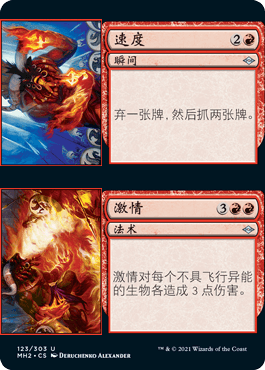 速度 2
瞬间
弃一张牌，然后抓两张牌。
激情 3
法术
激情对每个不具飞行异能
的生物各造成3点伤害。
123/303 U
MH2 • CS DERUCHENKO ALEXANDER
™ & © 2021 Wizards of the Coast